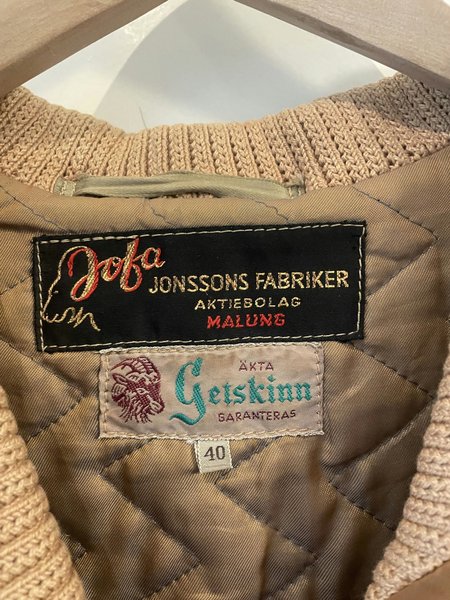 Jofa
JONSSONS FABRIKER
AKTIEBOLAG
MALUNG
ÄKTA
Getskinn
GARANTERAS
40